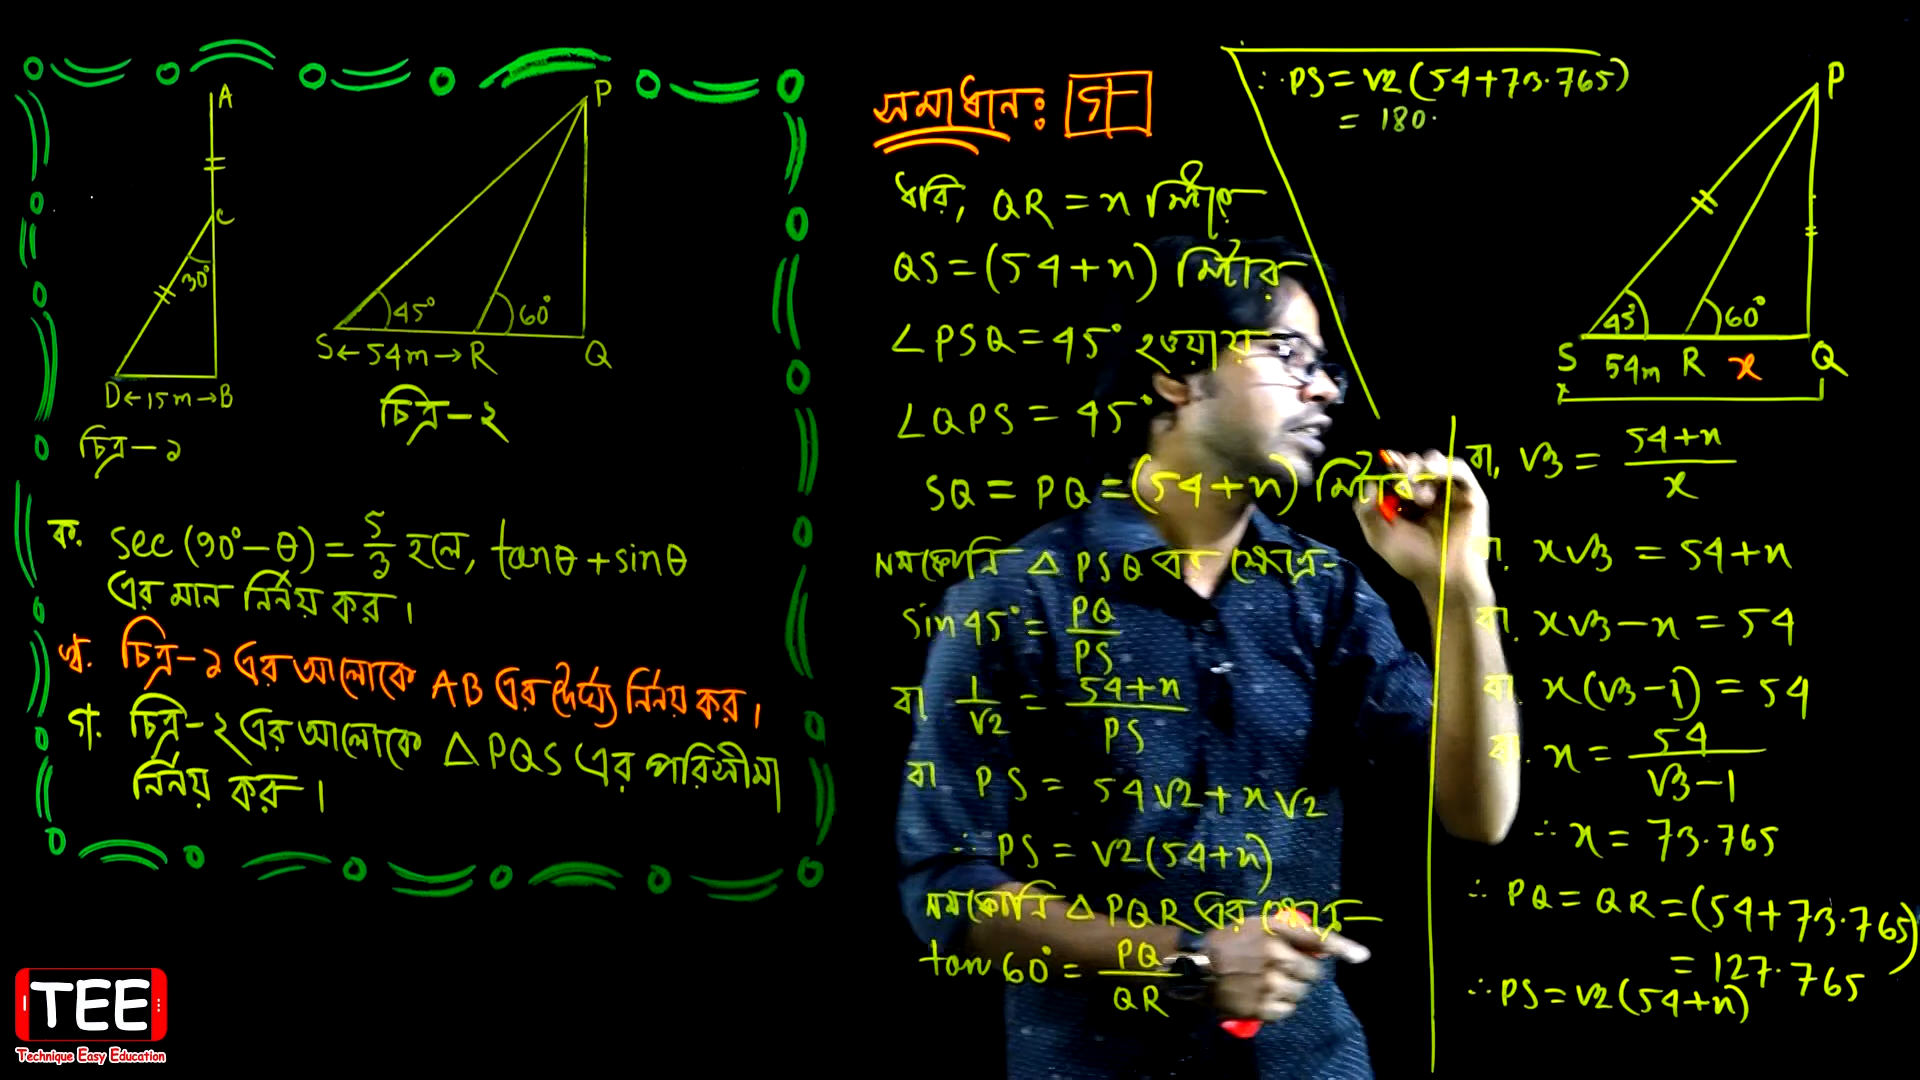 A
C
30°
D←15m→B
চিত্র-১
P
45°
60°
S←54m→R
Q
চিত্র-২
ক. sec(90°-θ)=5/3 হলে, tanθ+sinθ
এর মান নির্নয় কর।
খ. চিত্র-১ এর আলোকে AB এর দৈর্ঘ্য নির্নয় কর।
গ. চিত্র-২ এর আলোকে △PQS এর পরিসীমা
নির্নয় কর।
TEE
Technique Easy Education
সমাধান: গ
ধরি, QR = x মিটার
QS = (54+x) মিটার
∠PSQ = 45° হওয়ায়
∠QPS = 45°
SQ = PQ = (54+x) মিটার
সমকোনি △ PSQ এর ক্ষেত্রে-
sin45° = PQ/PS
বা 1/√2 = (54+x)/PS
বা PS = 54√2+x√2
∴ PS = √2(54+x)
সমকোনি △ PQR এর ক্ষেত্রে-
tan60° = PQ/QR
∴ PS = √2(54+73.765)
= 180.
P
45°
60°
S
54m
R
x
Q
বা, √3 = (54+x)/x
বা. x√3 = 54+x
বা. x√3-x = 54
বা. x(√3-1) = 54
বা. x = 54/(√3-1)
∴ x = 73.765
∴ PQ = QR = (54+73.765)
= 127.765
∴ PS = √2(54+x)